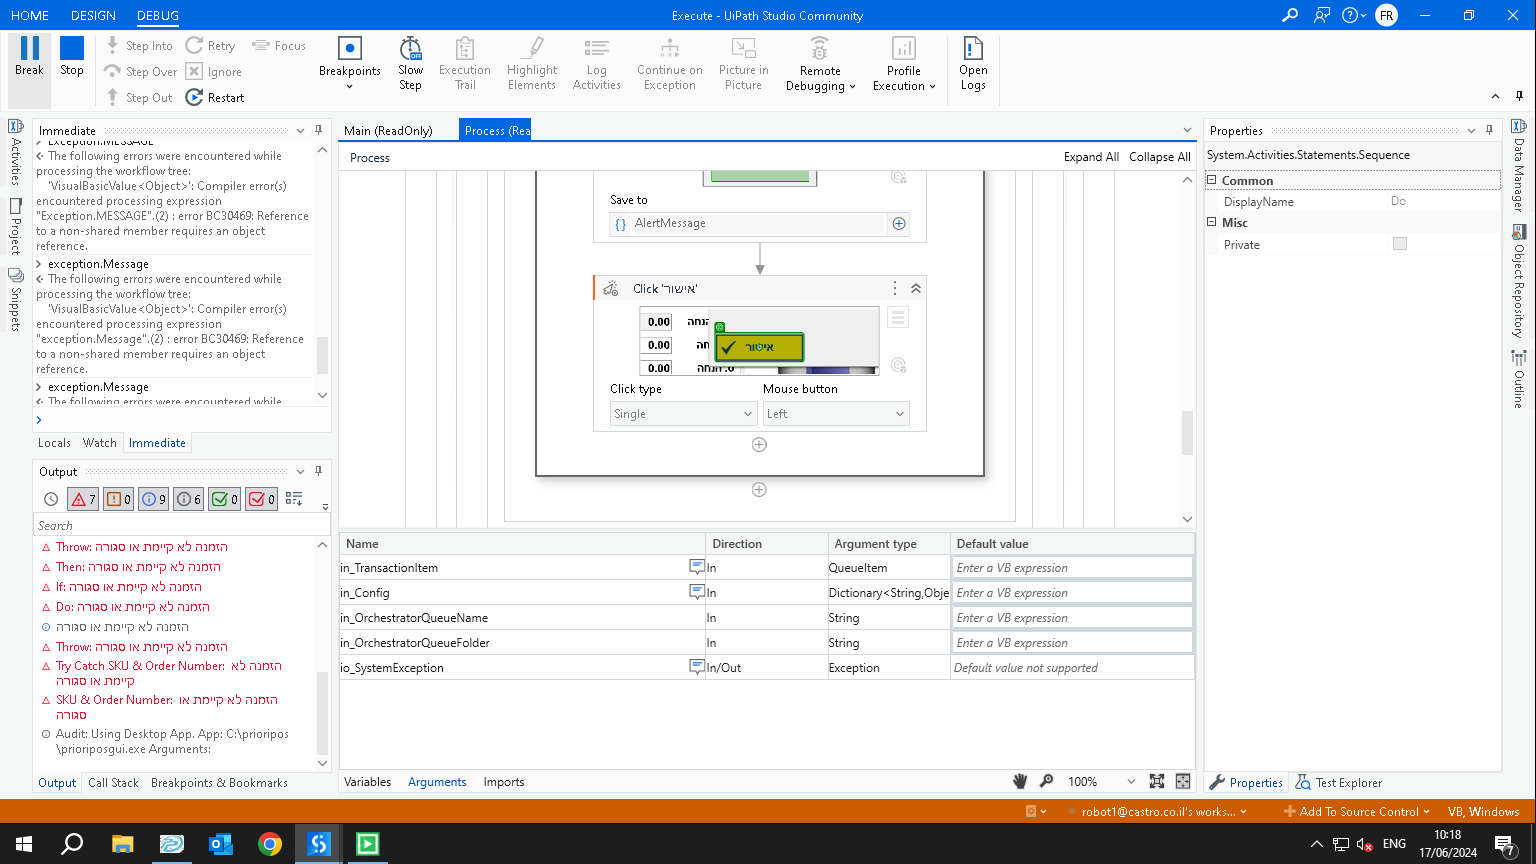 HOME DESIGN DEBUG Execute - UiPath Studio Community FR
Break Stop
Step Into Retry Focus
Step Over Ignore
Step Out Restart
Breakpoints
Slow Step
Execution Trail
Highlight Elements
Log Activities
Continue on Exception
Picture in Picture
Remote Debugging
Profile Execution
Open Logs
OFF
Activities
Project
Snippets
Immediate
Exception.MESSAGE
The following errors were encountered while
processing the workflow tree:
'VisualBasicValue<Object>': Compiler error(s)
encountered processing expression
"Exception.MESSAGE".(2) : error BC30469: Reference
to a non-shared member requires an object
reference.
exception.Message
The following errors were encountered while
processing the workflow tree:
'VisualBasicValue<Object>': Compiler error(s)
encountered processing expression
"exception.Message".(2) : error BC30469: Reference
to a non-shared member requires an object
reference.
exception.Message
The following errors were encountered while
Locals Watch Immediate
Output
7 0 9 6 0 0
Search
Throw: הזמנה לא קיימת או סגורה
Then: הזמנה לא קיימת או סגורה
If: הזמנה לא קיימת או סגורה
Do: הזמנה לא קיימת או סגורה
הזמנה לא קיימת או סגורה
Throw: הזמנה לא קיימת או סגורה
Try Catch SKU & Order Number: הזמנה לא
קיימת או סגורה
SKU & Order Number: הזמנה לא קיימת או
סגורה
Audit: Using Desktop App. App: C:\prioripos
\prioriposgui.exe Arguments:
Output Call Stack Breakpoints & Bookmarks
Main (ReadOnly) Process (Rea
Process Expand All Collapse All
Save to
{} AlertMessage
Click 'אישור'
0.00 הנחה
0.00
0.00 הנחה
אישור
Click type Mouse button
Single Left
Name Direction Argument type Default value
in_TransactionItem In QueueItem Enter a VB expression
in_Config In Dictionary<String,Obje Enter a VB expression
in_OrchestratorQueueName In String Enter a VB expression
in_OrchestratorQueueFolder In String Enter a VB expression
io_SystemException In/Out Exception Default value not supported
Variables Arguments Imports 100%
Properties
System.Activities.Statements.Sequence
Common
DisplayName Do
Misc
Private
Properties Test Explorer
Data Manager
Object Repository
Outline
robot1@castro.co.il's works... Add To Source Control VB, Windows
ENG 10:18
17/06/2024
7